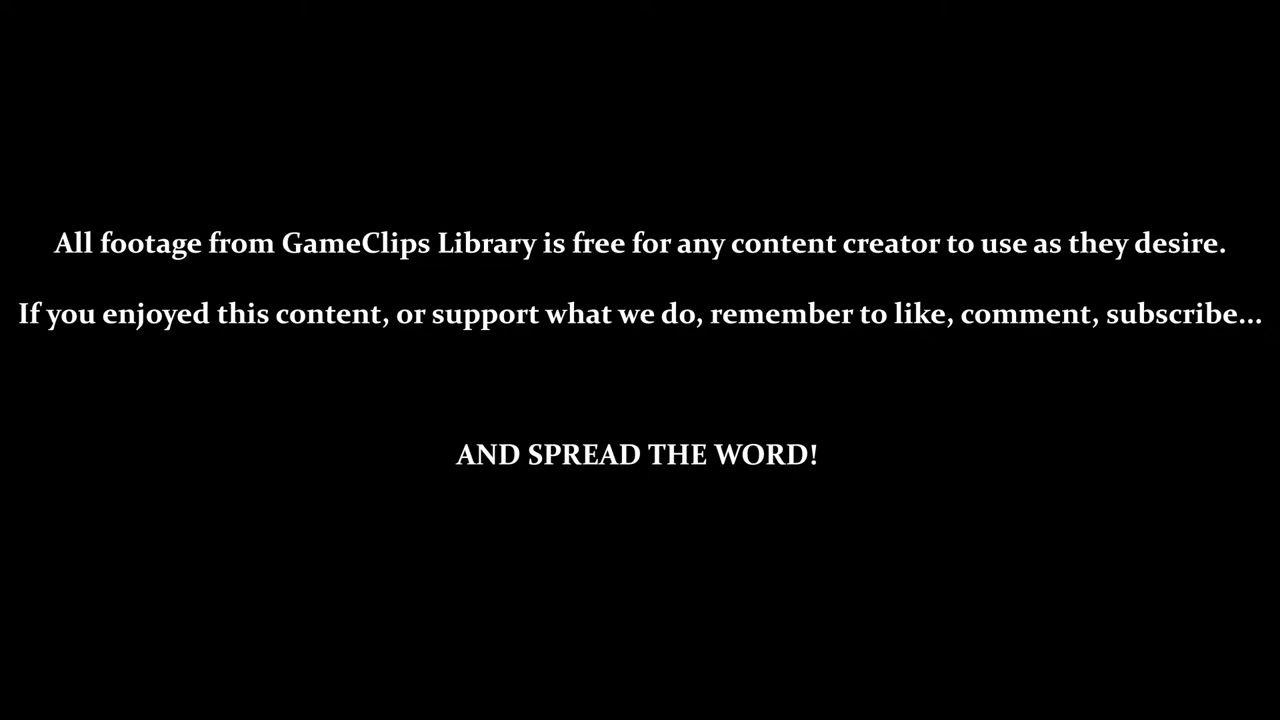 All footage from GameClips Library is free for any content creator to use as they desire.
If you enjoyed this content, or support what we do, remember to like, comment, subscribe...
AND SPREAD THE WORD!